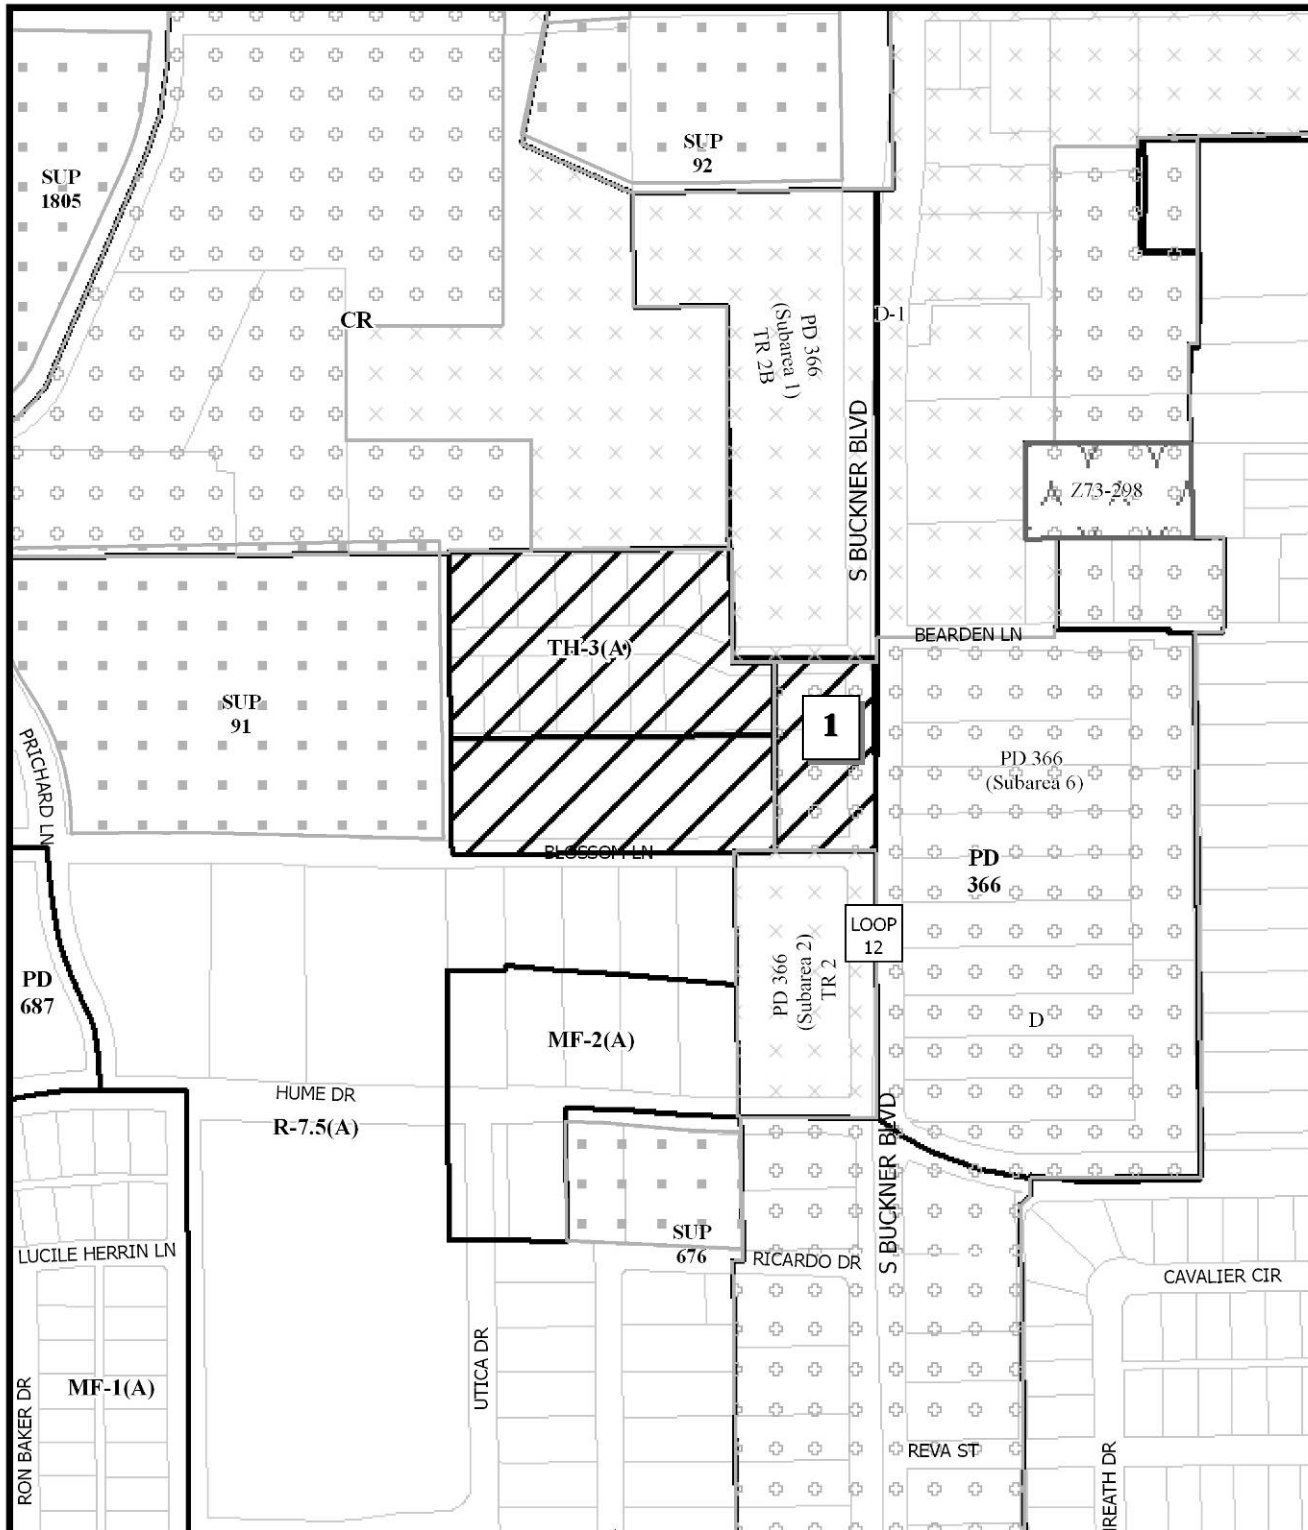 SUP
92
SUP
1805
CR
PD 366
(Subarea 1)
TR 2B
D-1
S BUCKNER BLVD
Z73-298
BEARDEN LN
TH-3(A)
SUP
91
1
PRICHARD LN
PD 366
(Subarea 6)
BLOSSOM LN
PD
366
LOOP
12
PD
687
PD 366
(Subarea 2)
TR 2
D
MF-2(A)
HUME DR
R-7.5(A)
S BUCKNER BLVD
SUP
676
LUCILE HERRIN LN
RICARDO DR
CAVALIER CIR
UTICA DR
MF-1(A)
RON BAKER DR
REVA ST